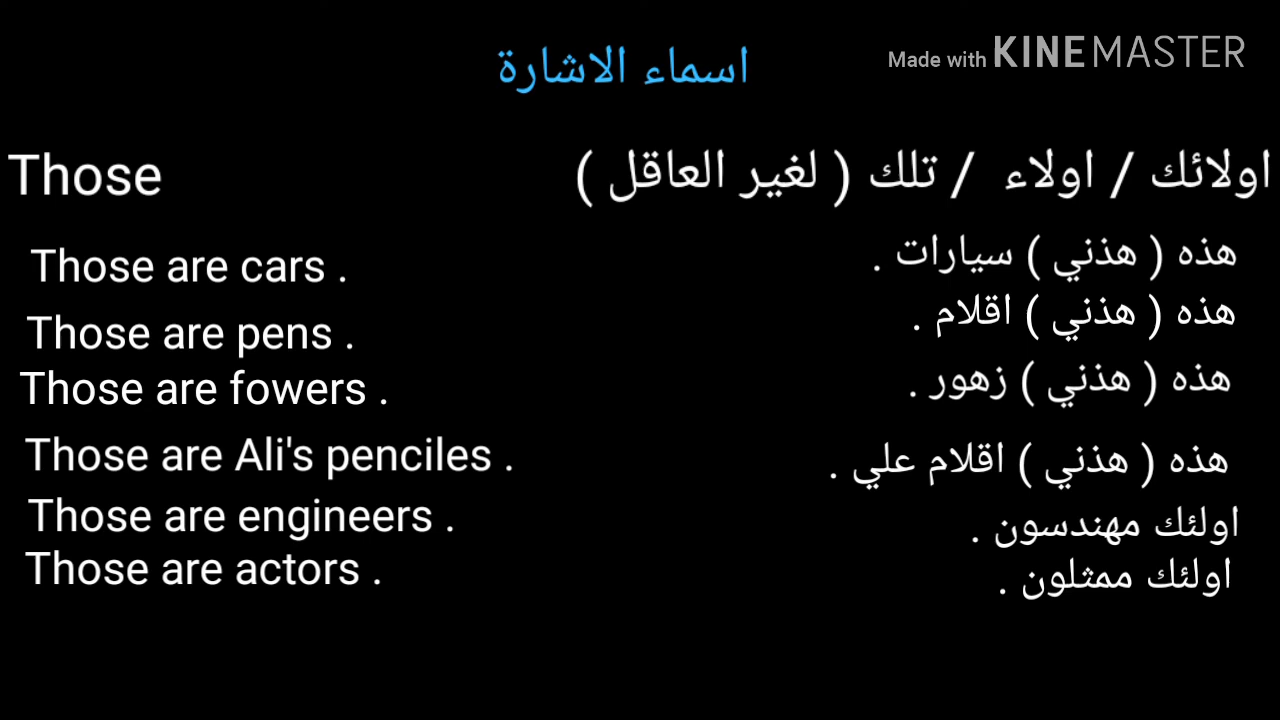 اسماء الاشارة
Made with KINEMASTER
Those
اولائك / اولاء / تلك ( لغير العاقل )
Those are cars .
هذه ( هذني ) سيارات .
Those are pens .
هذه ( هذني ) اقلام .
Those are fowers .
هذه ( هذني ) زهور .
Those are Ali's penciles .
هذه ( هذني ) اقلام علي .
Those are engineers .
اولئك مهندسون .
Those are actors .
اولئك ممثلون .